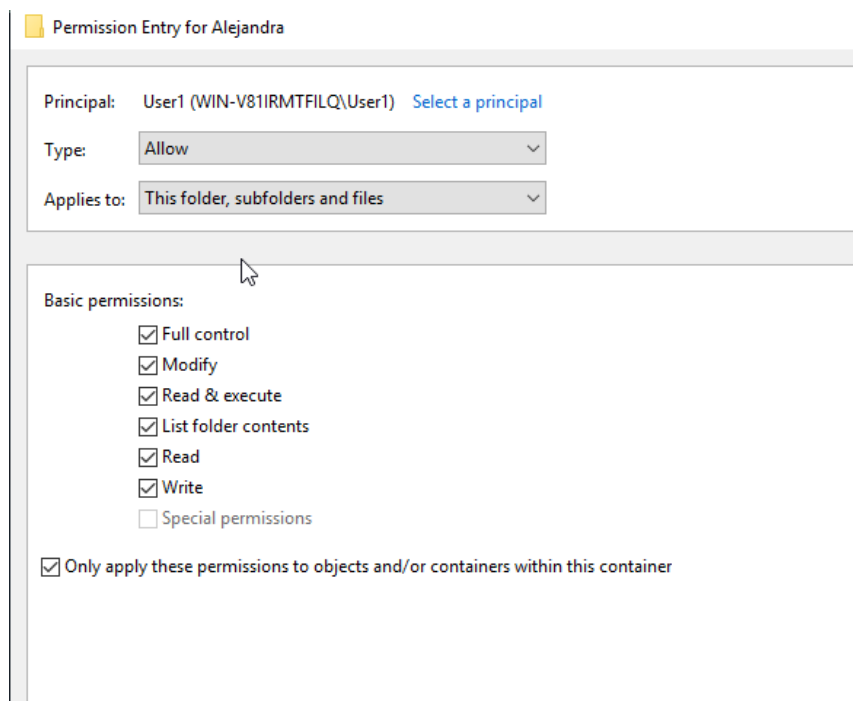 Permission Entry for Alejandra
Principal: User1 (WIN-V81IRMTFILQ\User1) Select a principal
Type: Allow
Applies to: This folder, subfolders and files
Basic permissions:
Full control
Modify
Read & execute
List folder contents
Read
Write
Special permissions
Only apply these permissions to objects and/or containers within this container